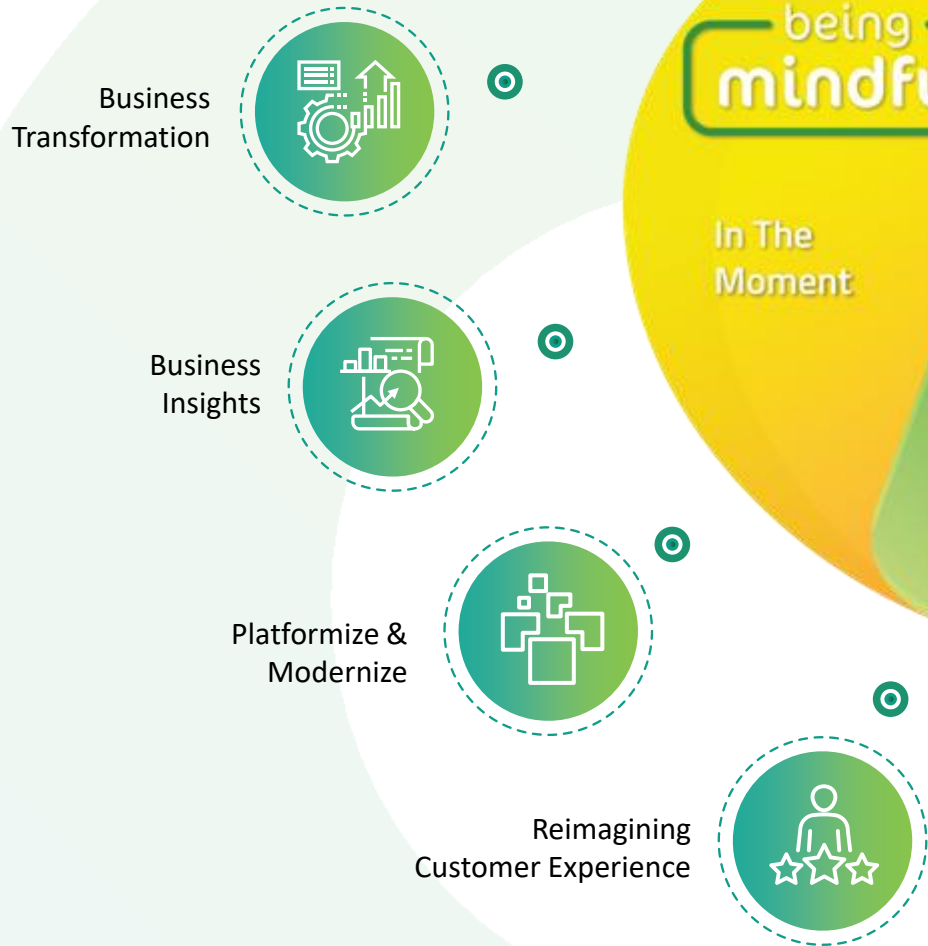 being
Business
Transformation
In The
Moment
Business
Insights
Platformize &
Modernize
Reimagining
Customer Experience